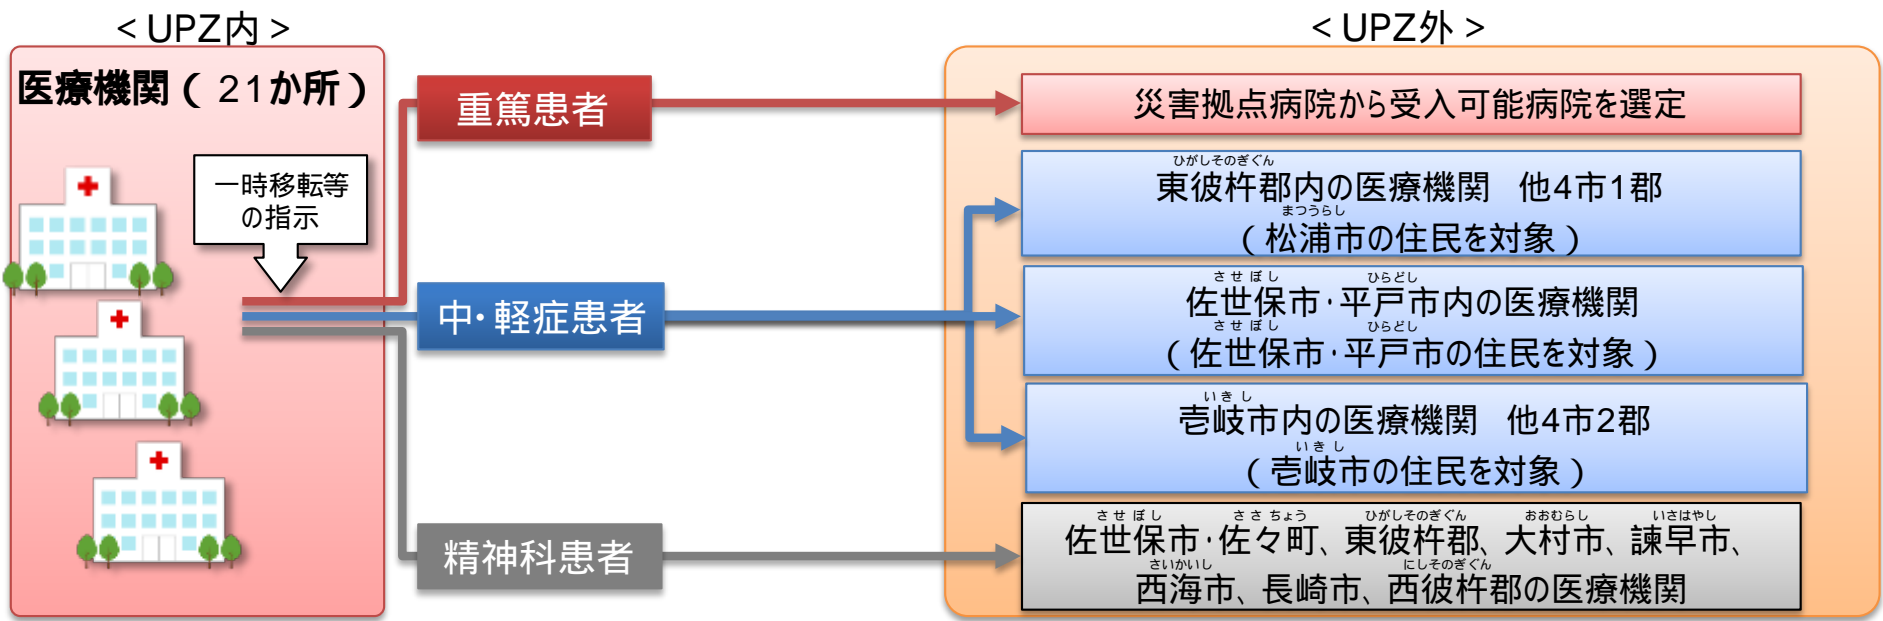 ＜UPZ内＞
医療機関（21か所）
一時移転等
の指示
重篤患者
中・軽症患者
精神科患者
＜UPZ外＞
災害拠点病院から受入可能病院を選定
ひがしそのぎぐん
東彼杵郡内の医療機関　他4市1郡
まつうらし
（松浦市の住民を対象）
させぼし　ひらどし
佐世保市・平戸市内の医療機関
させぼし　ひらどし
（佐世保市・平戸市の住民を対象）
いきし
壱岐市内の医療機関　他4市2郡
いきし
（壱岐市の住民を対象）
させぼし　ささちょう　ひがしそのぎぐん　おおむらし　いさはやし
佐世保市・佐々町、東彼杵郡、大村市、諫早市、
さいかいし　にしそのぎぐん
西海市、長崎市、西彼杵郡の医療機関